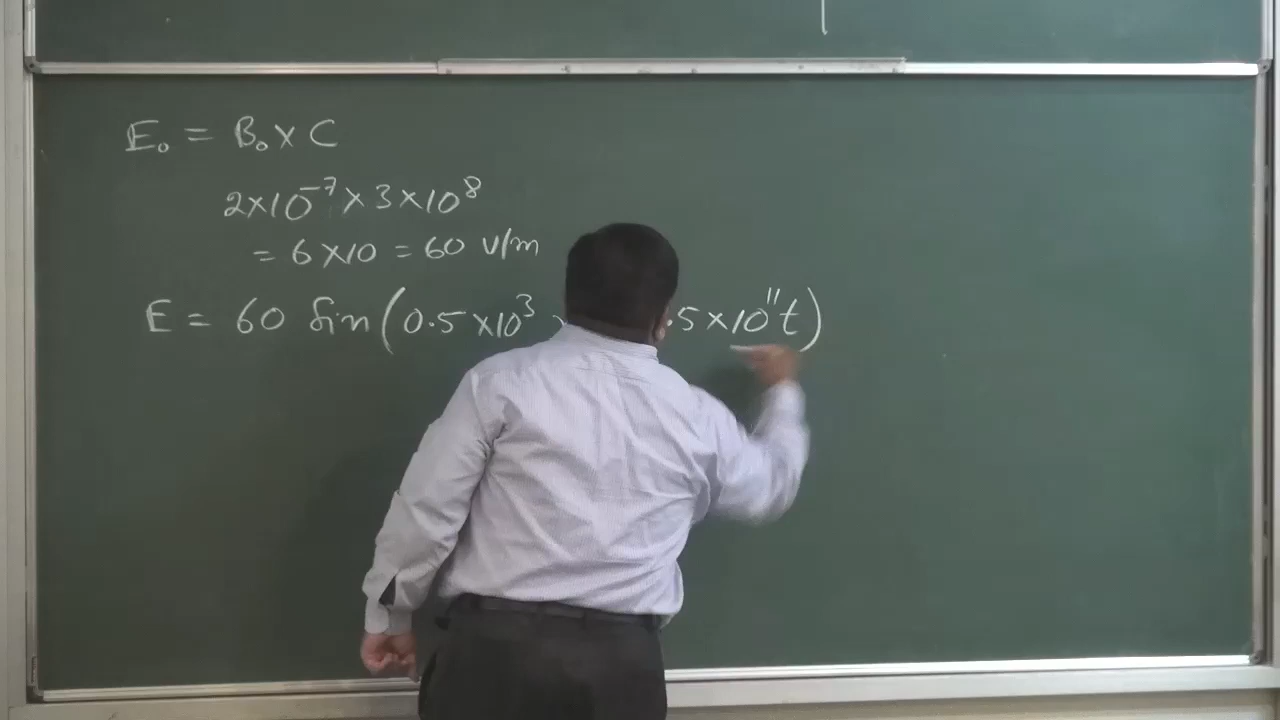 E₀ = B₀ × C
2×10⁻⁷ × 3×10⁸
= 6×10 = 60 v/m
E = 60 Sin(0.5×10³ .5×10¹¹t)